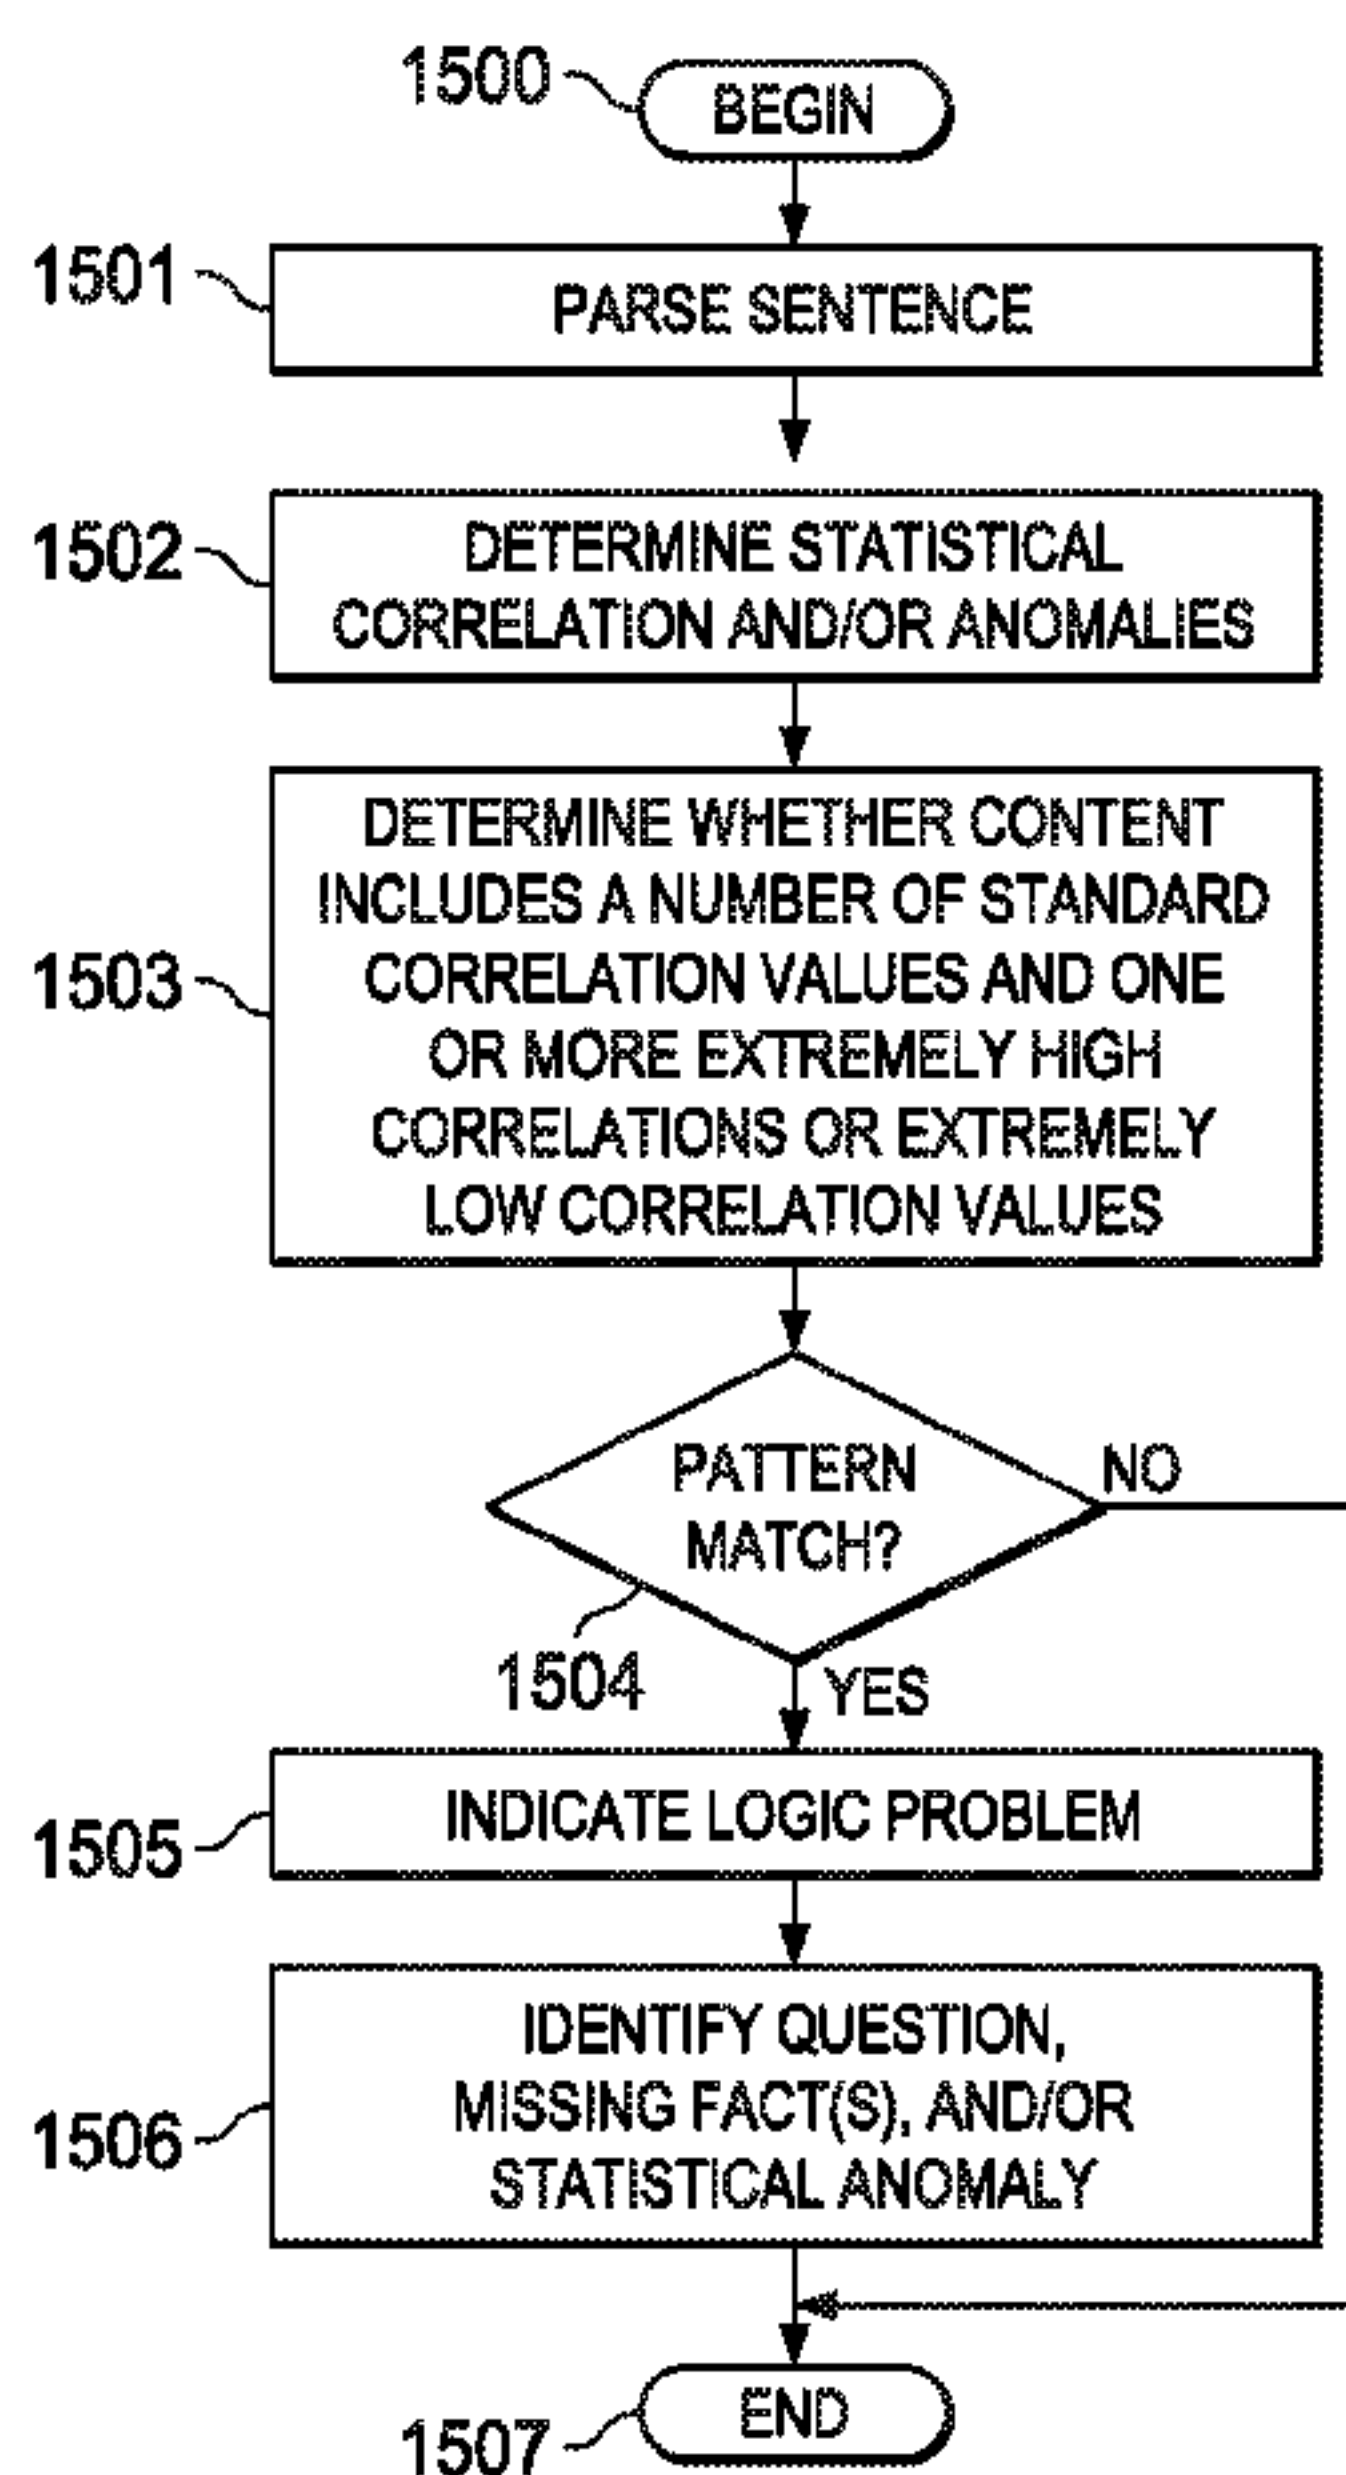 1500
BEGIN
1501
PARSE SENTENCE
1502
DETERMINE STATISTICAL
CORRELATION AND/OR ANOMALIES
1503
DETERMINE WHETHER CONTENT
INCLUDES A NUMBER OF STANDARD
CORRELATION VALUES AND ONE
OR MORE EXTREMELY HIGH
CORRELATIONS OR EXTREMELY
LOW CORRELATION VALUES
PATTERN
MATCH?
NO
1504
YES
1505
INDICATE LOGIC PROBLEM
1506
IDENTIFY QUESTION,
MISSING FACT(S), AND/OR
STATISTICAL ANOMALY
1507
END